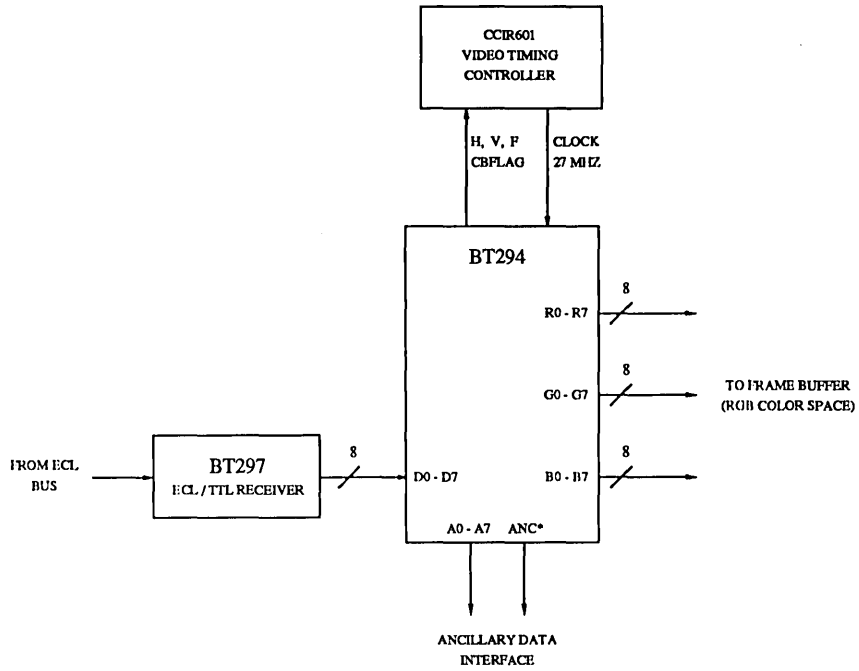 CCIR601
VIDEO TIMING
CONTROLLER
H, V, F
CBFLAG
CLOCK
27 MHZ
BT294
8
R0 - R7
8
G0 - G7
TO FRAME BUFFER
(RGB COLOR SPACE)
FROM ECL
BUS
BT297
ECL / TTL RECEIVER
8
D0 - D7
8
B0 - B7
A0 - A7 ANC*
ANCILLARY DATA
INTERFACE